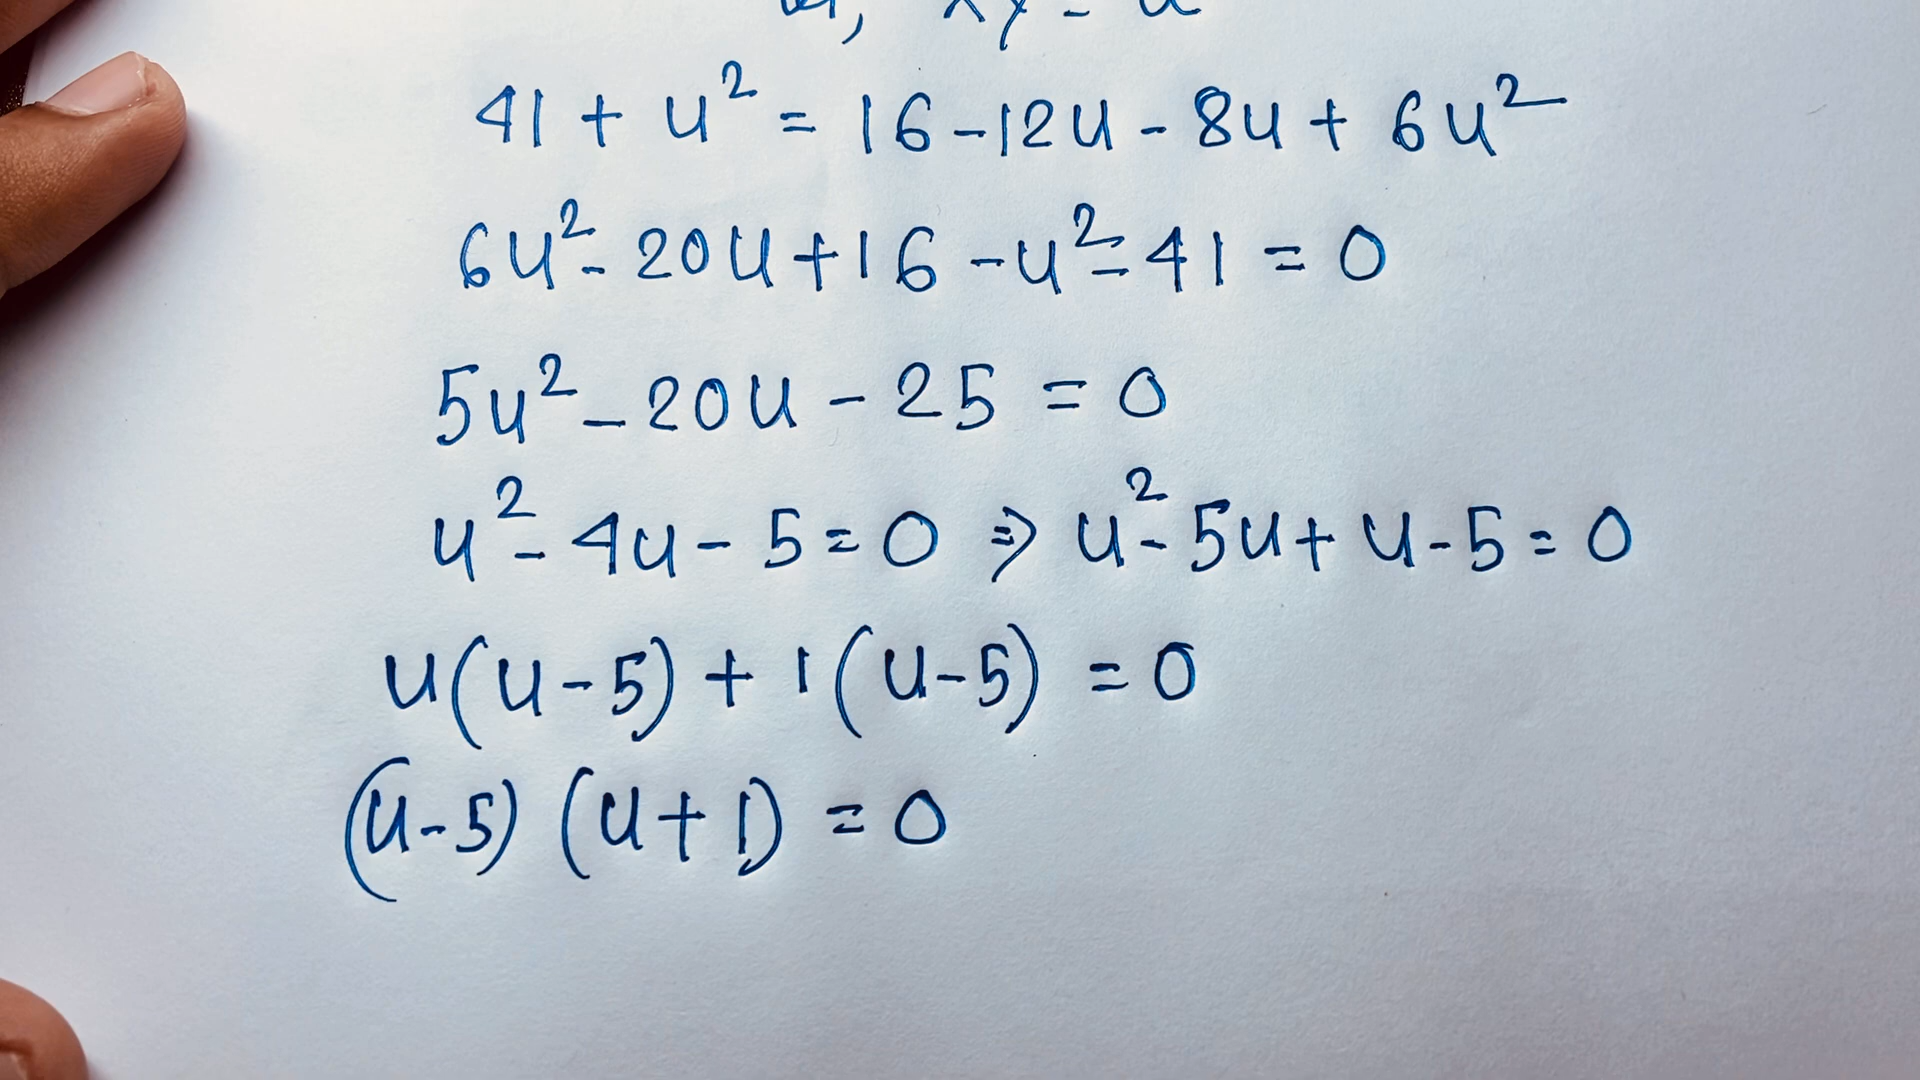 xy = u
41 + u² = 16 - 12u - 8u + 6u²
6u² - 20u + 16 - u² - 41 = 0
5u² - 20u - 25 = 0
u² - 4u - 5 = 0 ⇒ u² - 5u + u - 5 = 0
u(u - 5) + 1(u - 5) = 0
(u - 5) (u + 1) = 0